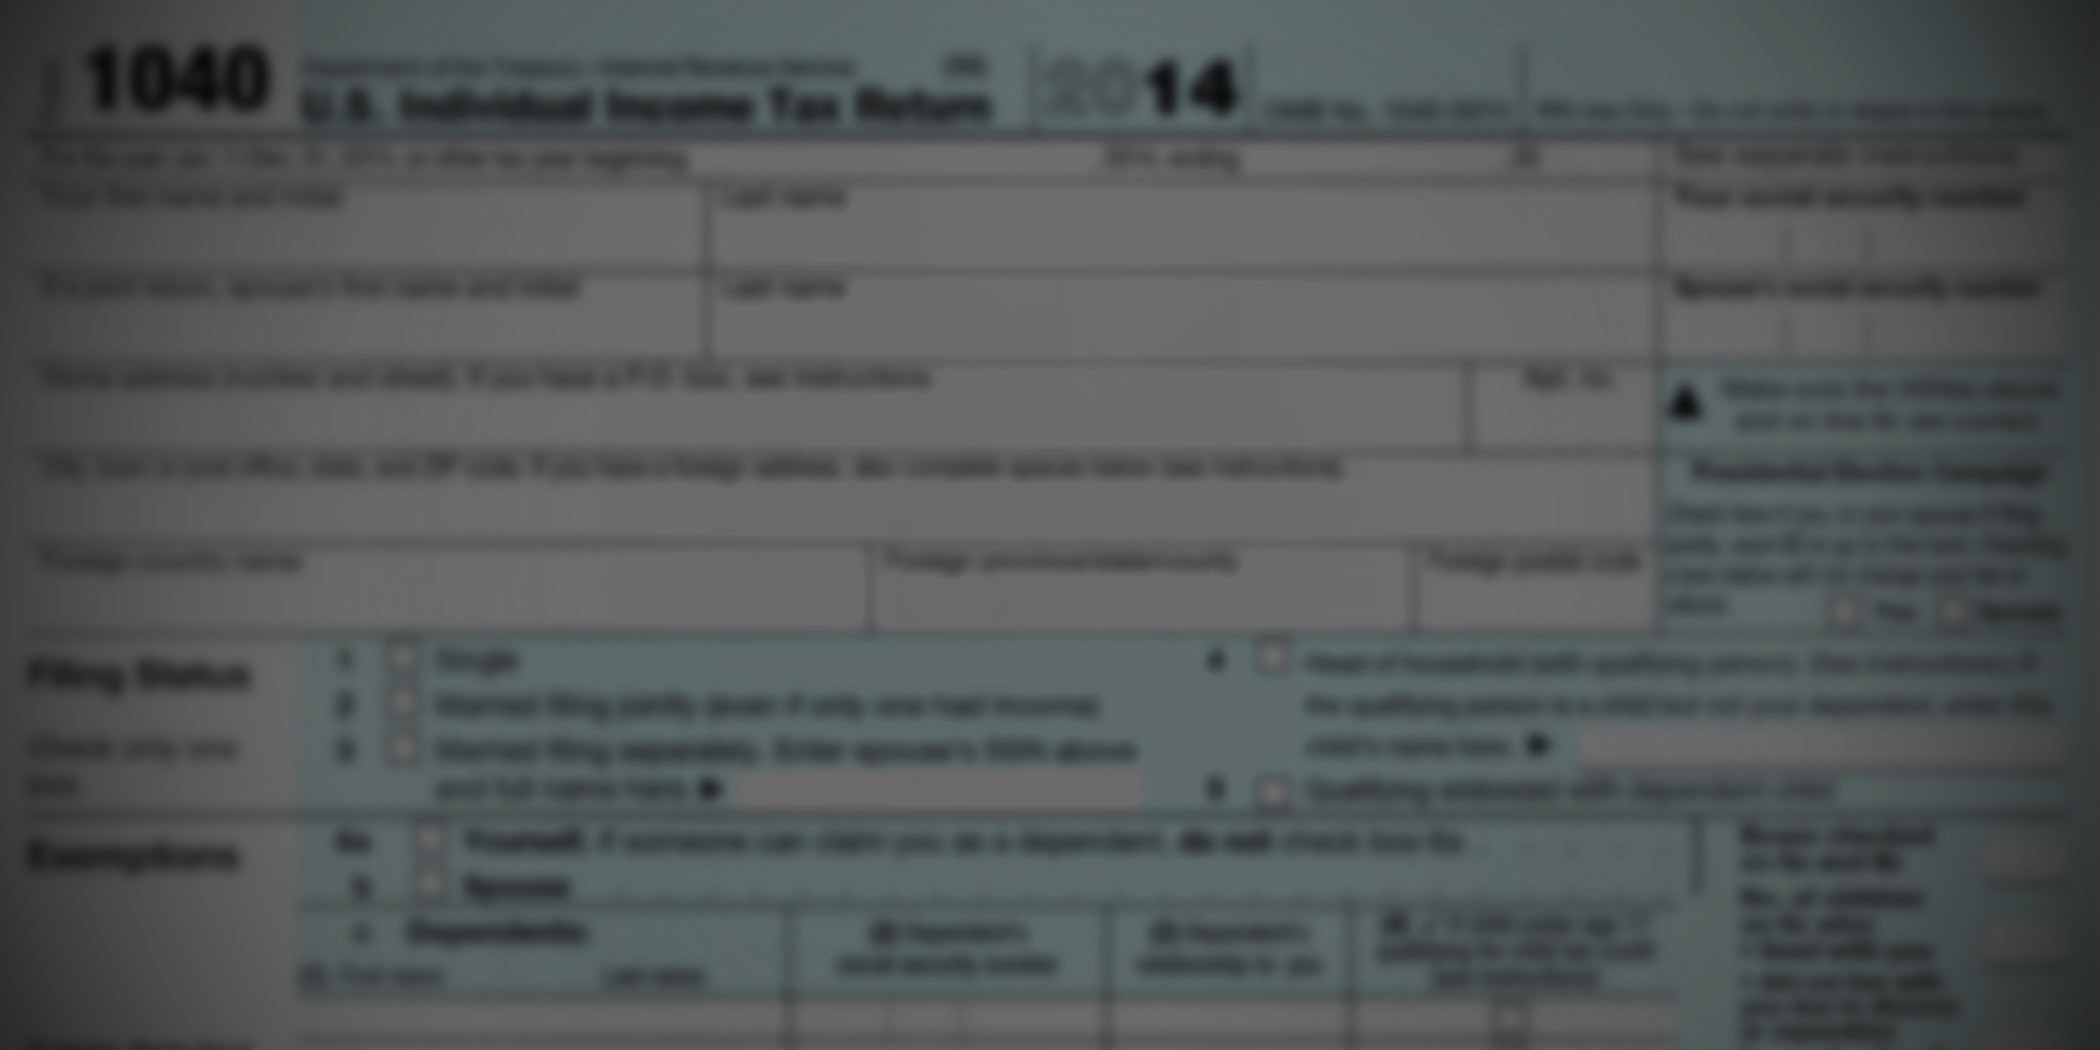 1040
Department of the Treasury—Internal Revenue Service (99)
U.S. Individual Income Tax Return
2014
OMB No. 1545-0074
IRS Use Only—Do not write or staple in this space.
For the year Jan. 1–Dec. 31, 2014, or other tax year beginning , 2014, ending , 20
See separate instructions.
Your first name and initial
Last name
Your social security number
If a joint return, spouse's first name and initial
Last name
Spouse's social security number
Home address (number and street). If you have a P.O. box, see instructions.
Apt. no.
▲ Make sure the SSN(s) above
and on line 6c are correct.
City, town or post office, state, and ZIP code. If you have a foreign address, also complete spaces below (see instructions).
Presidential Election Campaign
Check here if you, or your spouse if filing
jointly, want $3 to go to this fund. Checking
a box below will not change your tax or
refund. You Spouse
Foreign country name
Foreign province/state/county
Foreign postal code
Filing Status
Check only one
box.
1 Single
2 Married filing jointly (even if only one had income)
3 Married filing separately. Enter spouse's SSN above
and full name here. ▶
4 Head of household (with qualifying person). (See instructions.) If
the qualifying person is a child but not your dependent, enter this
child's name here. ▶
5 Qualifying widow(er) with dependent child
Exemptions
6a Yourself. If someone can claim you as a dependent, do not check box 6a
b Spouse
c Dependents:
(1) First name Last name
(2) Dependent's
social security number
(3) Dependent's
relationship to you
(4) ✓ if child under age 17
qualifying for child tax credit
(see instructions)
Boxes checked
on 6a and 6b
No. of children
on 6c who:
• lived with you
• did not live with
you due to divorce
or separation